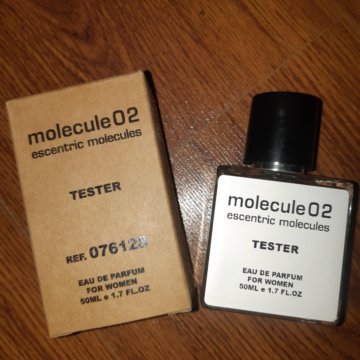 molecule02
escentric molecules
TESTER
REF. 076128
EAU DE PARFUM
FOR WOMEN
50ML e 1.7 FL.OZ
molecule02
escentric molecules
TESTER
EAU DE PARFUM
FOR WOMEN
50ML e 1.7 FL.OZ